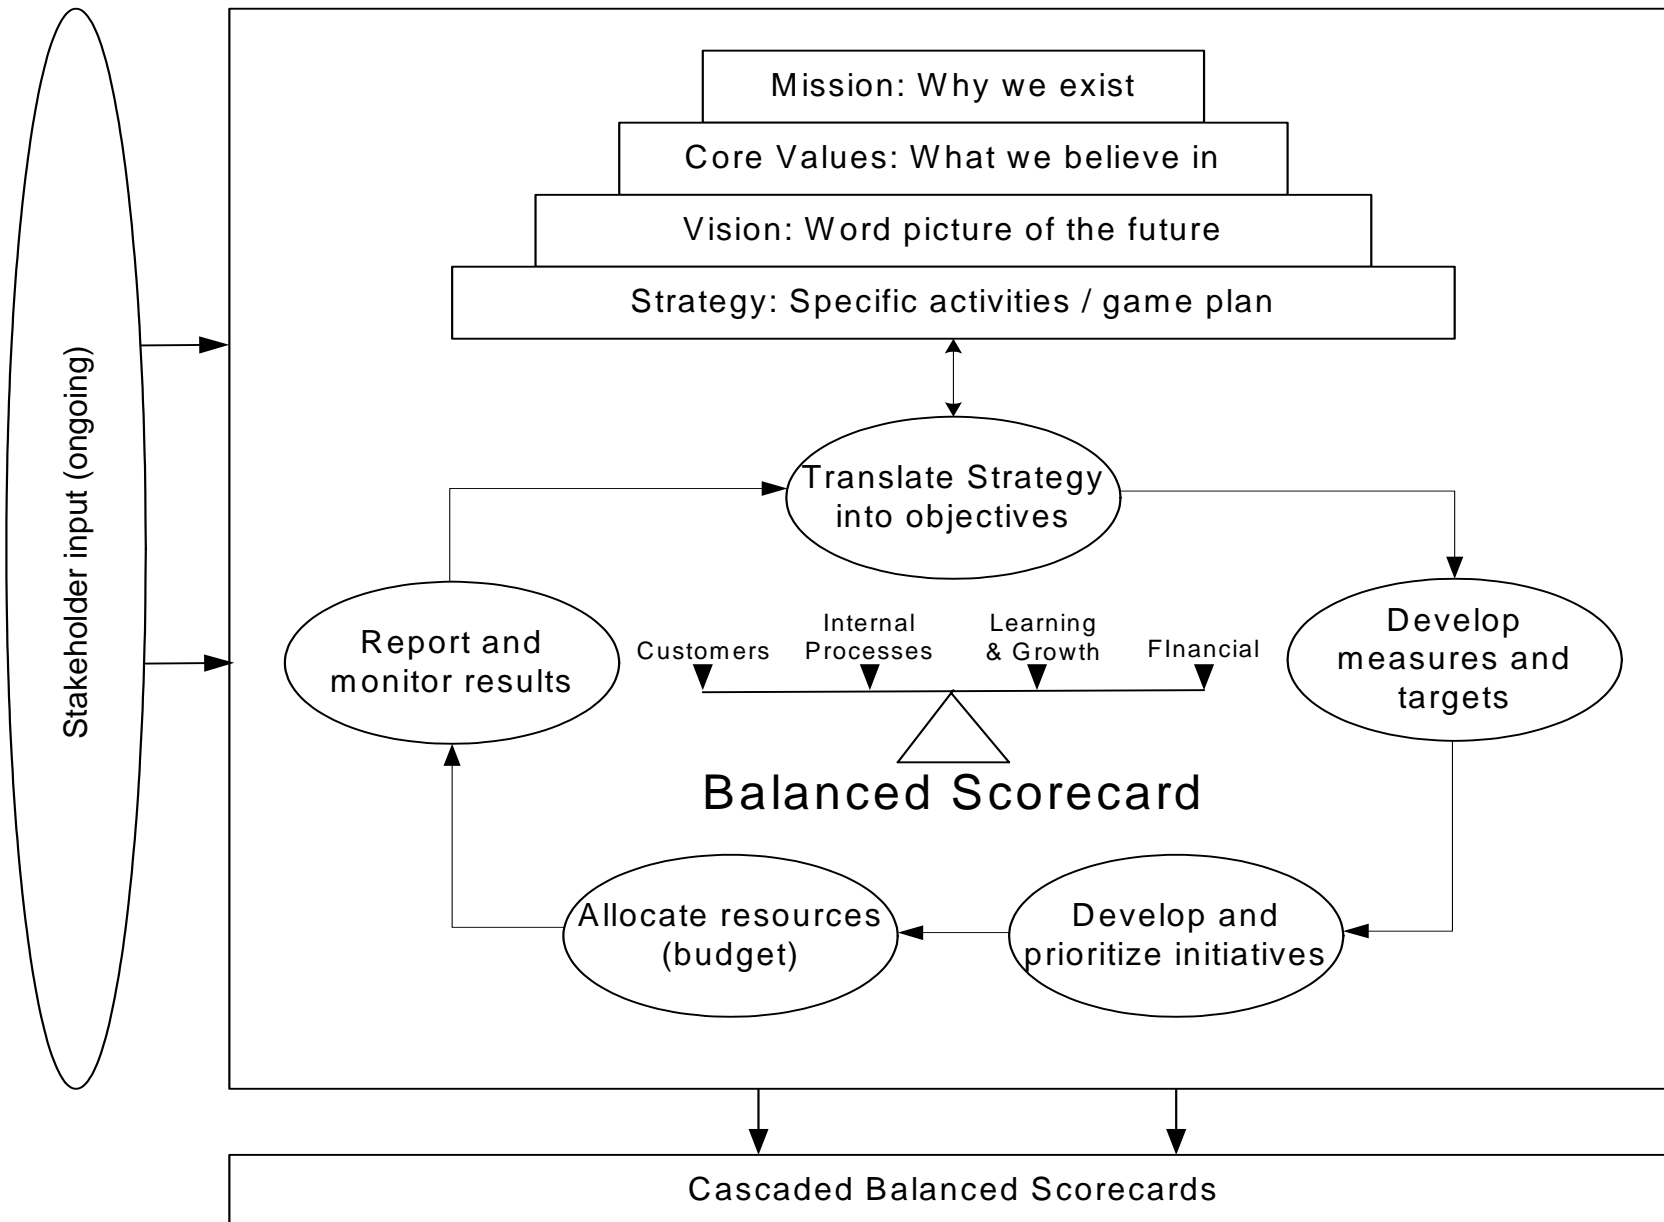 Stakeholder input (ongoing)
Mission: Why we exist
Core Values: What we believe in
Vision: Word picture of the future
Strategy: Specific activities / game plan
Translate Strategy
into objectives
Develop
measures and
targets
Develop and
prioritize initiatives
Allocate resources
(budget)
Report and
monitor results
Customers
Internal
Processes
Learning
& Growth
FInancial
Balanced Scorecard
Cascaded Balanced Scorecards